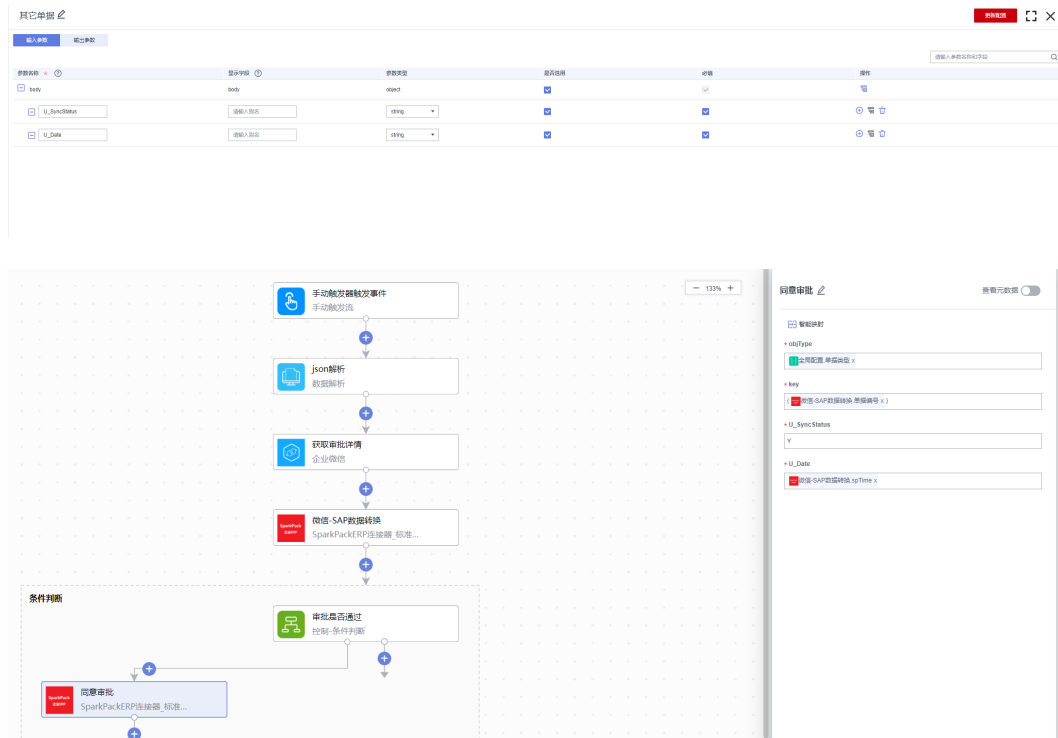 其它单据
更新配置
输入参数 输出参数
请输入参数名称和字段
参数名称 * 显示字段 参数类型 是否选用 必填 操作
body body object
U_SyncStatus 请输入别名 string
U_Date 请输入别名 string
133%
手动触发器触发事件
手动触发流
json解析
数据解析
获取审批详情
企业微信
SparkPack
微信-SAP数据转换
SparkPackERP连接器_标准...
条件判断
审批是否通过
控制-条件判断
SparkPack
同意审批
SparkPackERP连接器_标准...
同意审批
查看元数据
智能映射
* objType
全局配置.单据类型 x
* key
( 微信-SAP数据转换.单据编号 x )
* U_SyncStatus
Y
* U_Date
微信-SAP数据转换.spTime x